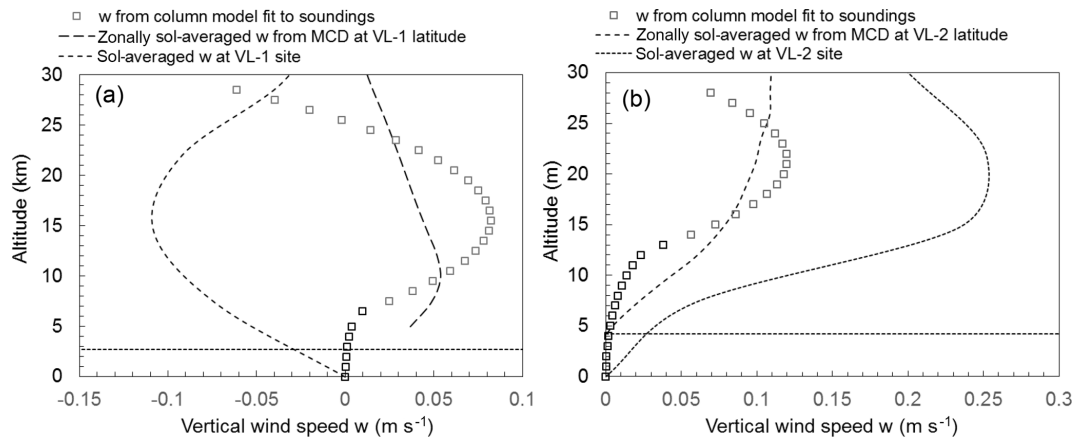 w from column model fit to soundings
Zonally sol-averaged w from MCD at VL-1 latitude
Sol-averaged w at VL-1 site
(a)
30
25
20
15
10
5
0
Altitude (km)
-0.15
-0.1
-0.05
0
0.05
0.1
Vertical wind speed w (m s⁻¹)
w from column model fit to soundings
Zonally sol-averaged w from MCD at VL-2 latitude
Sol-averaged w at VL-2 site
(b)
30
25
20
15
10
5
0
Altitude (m)
0
0.05
0.1
0.15
0.2
0.25
0.3
Vertical wind speed w (m s⁻¹)